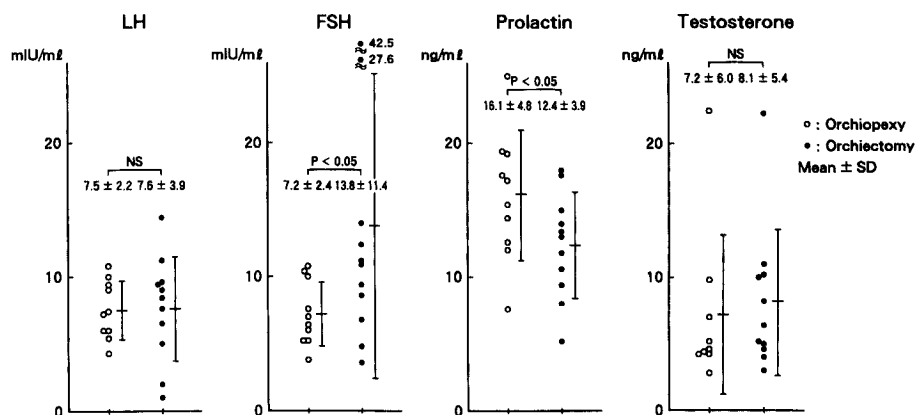 LH
mIU/mℓ
20
10
0
NS
7.5 ± 2.2 7.6 ± 3.9
FSH
mIU/mℓ
42.5
27.6
20
10
0
P < 0.05
7.2 ± 2.4 13.8 ± 11.4
Prolactin
ng/mℓ
P < 0.05
16.1 ± 4.8 12.4 ± 3.9
20
10
0
Testosterone
ng/mℓ
NS
7.2 ± 6.0 8.1 ± 5.4
20
10
0
○ : Orchiopexy
● : Orchiectomy
Mean ± SD